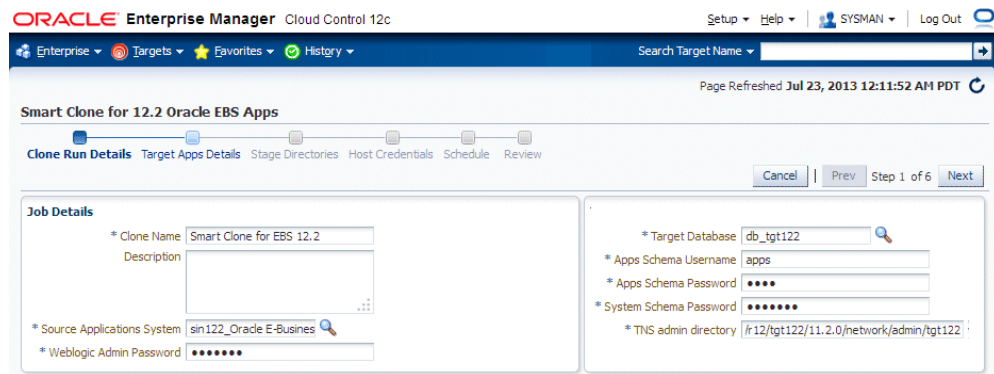 ORACLE Enterprise Manager Cloud Control 12c
Setup Help SYSMAN Log Out
Enterprise Targets Favorites History
Search Target Name
Page Refreshed Jul 23, 2013 12:11:52 AM PDT
Smart Clone for 12.2 Oracle EBS Apps
Clone Run Details Target Apps Details Stage Directories Host Credentials Schedule Review
Cancel | Prev Step 1 of 6 Next
Job Details
* Clone Name Smart Clone for EBS 12.2
Description
* Source Applications System sin122_Oracle E-Busines
* Weblogic Admin Password •••••••
* Target Database db_tgt122
* Apps Schema Username apps
* Apps Schema Password ••••
* System Schema Password •••••••
* TNS admin directory /r12/tgt122/11.2.0/network/admin/tgt122